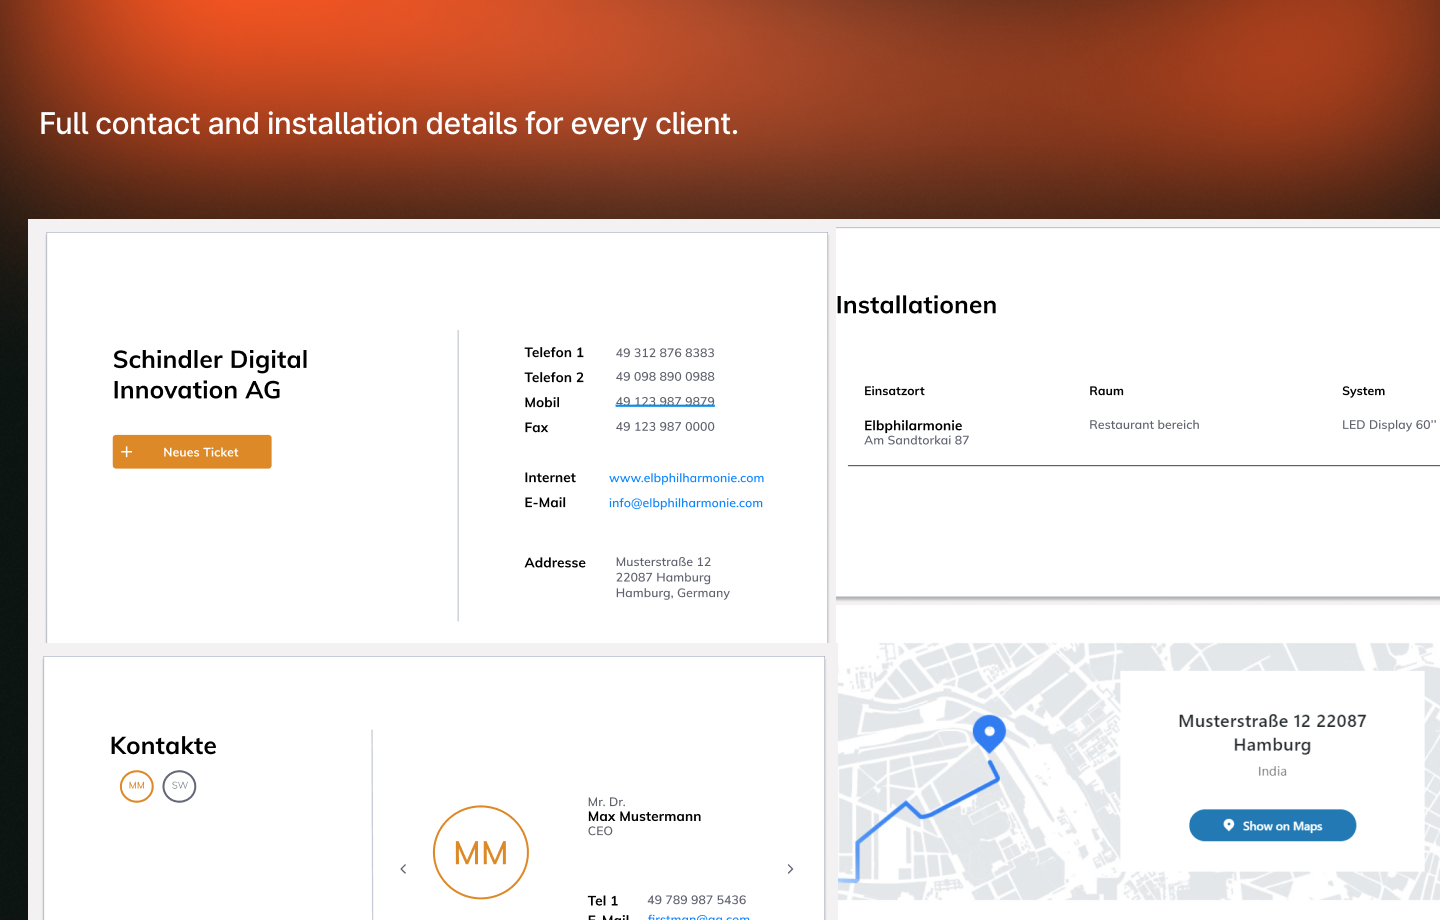 Full contact and installation details for every client.
Schindler Digital
Innovation AG
+ Neues Ticket
Telefon 1 49 312 876 8383
Telefon 2 49 098 890 0988
Mobil 49 123 987 9879
Fax 49 123 987 0000
Internet www.elbphilharmonie.com
E-Mail info@elbphilharmonie.com
Addresse Musterstraße 12
22087 Hamburg
Hamburg, Germany
Installationen
Einsatzort Raum System
Elbpharmonie Restaurant bereich LED Display 60’’
Am Sandtorkai 87
Kontakte
MM SW
MM
Mr. Dr.
Max Mustermann
CEO
Tel 1 49 789 987 5436
E-Mail firstman@gg.com
Musterstraße 12 22087
Hamburg
India
Show on Maps